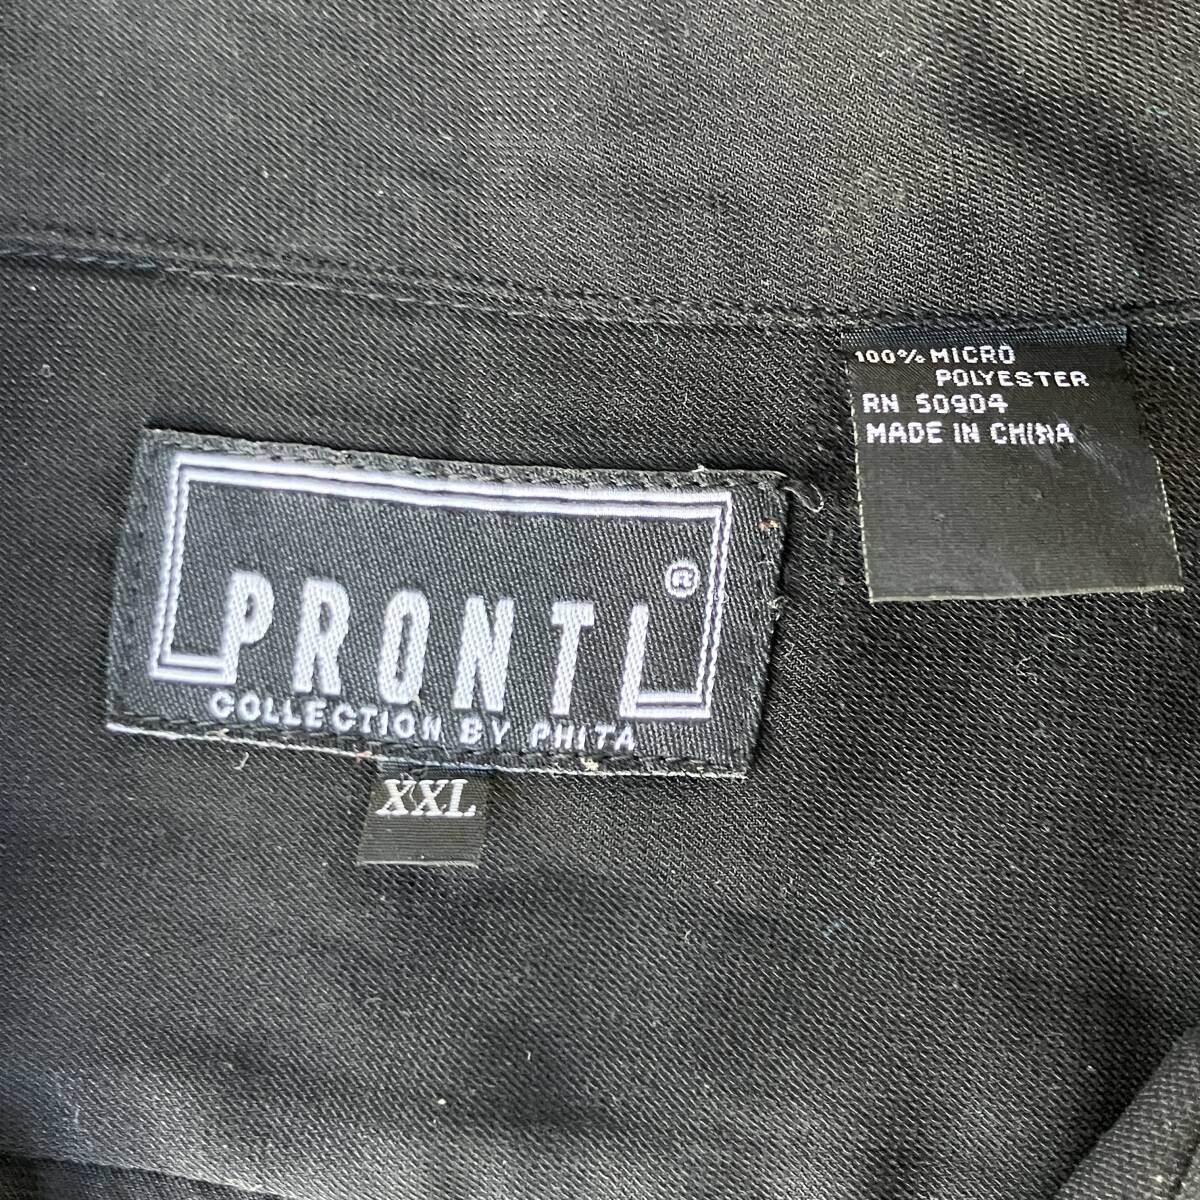 PRONTI®
COLLECTION BY PHITA
XXL
100% MICRO
POLYESTER
RN 50904
MADE IN CHINA